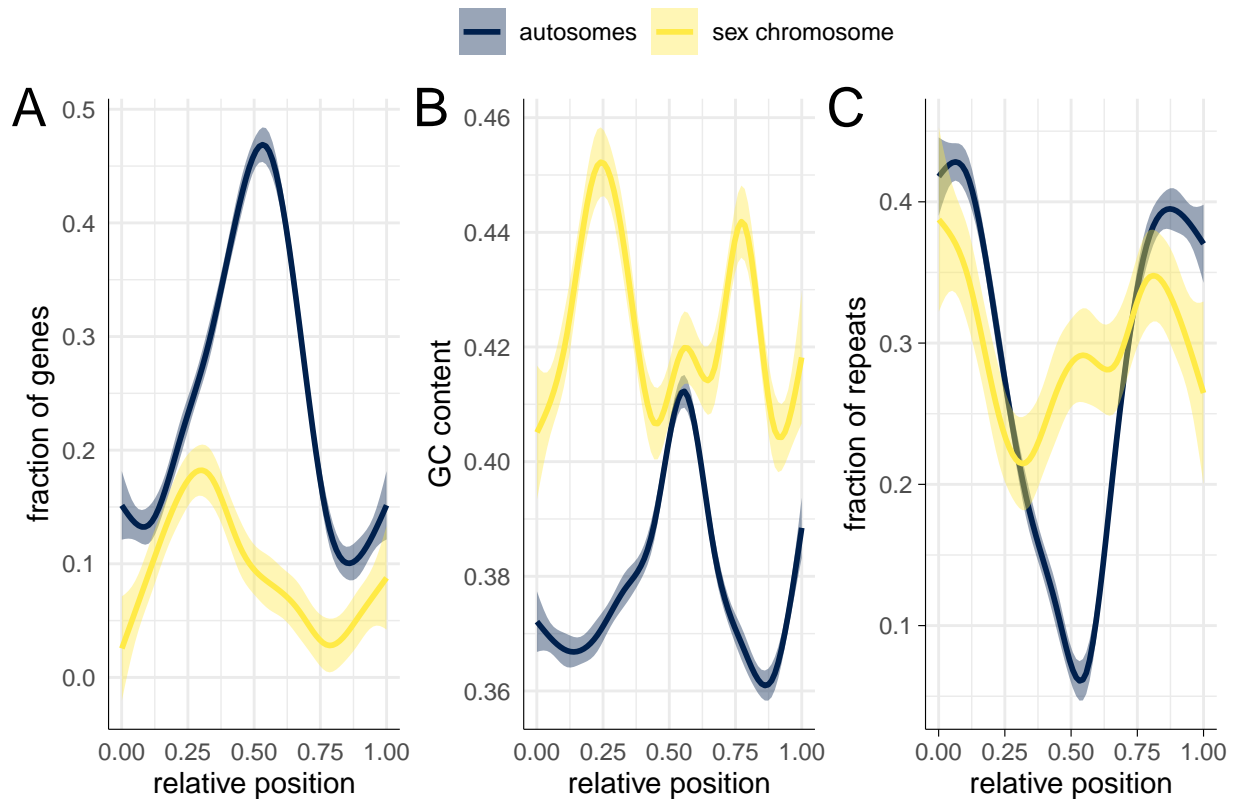 autosomes sex chromosome
A
fraction of genes
0.5
0.4
0.3
0.2
0.1
0.0
0.00 0.25 0.50 0.75 1.00
relative position
B
GC content
0.46
0.44
0.42
0.40
0.38
0.36
0.00 0.25 0.50 0.75 1.00
relative position
C
fraction of repeats
0.4
0.3
0.2
0.1
0.00 0.25 0.50 0.75 1.00
relative position